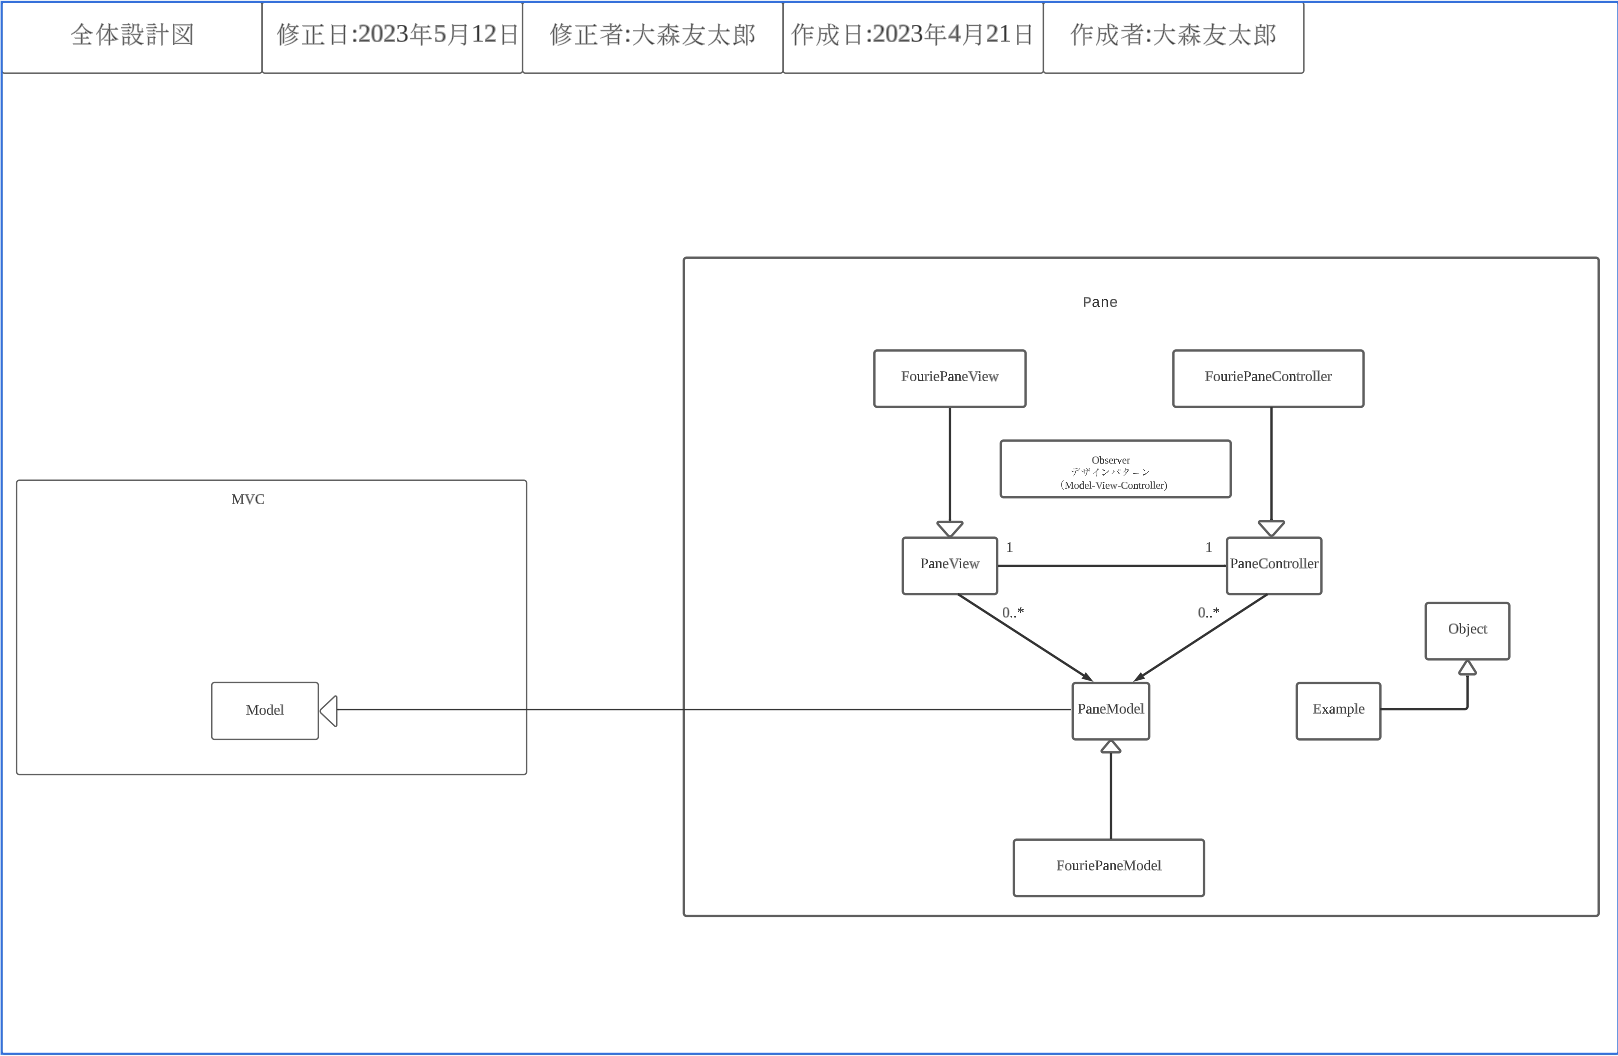 全体設計図
修正日:2023年5月12日
修正者:大森友太郎
作成日:2023年4月21日
作成者:大森友太郎
Pane
FouriePaneView
FouriePaneController
Observer
デザインパターン
(Model-View-Controller)
MVC
PaneView
1
1
PaneController
0..*
0..*
Object
Model
PaneModel
Example
FouriePaneModel